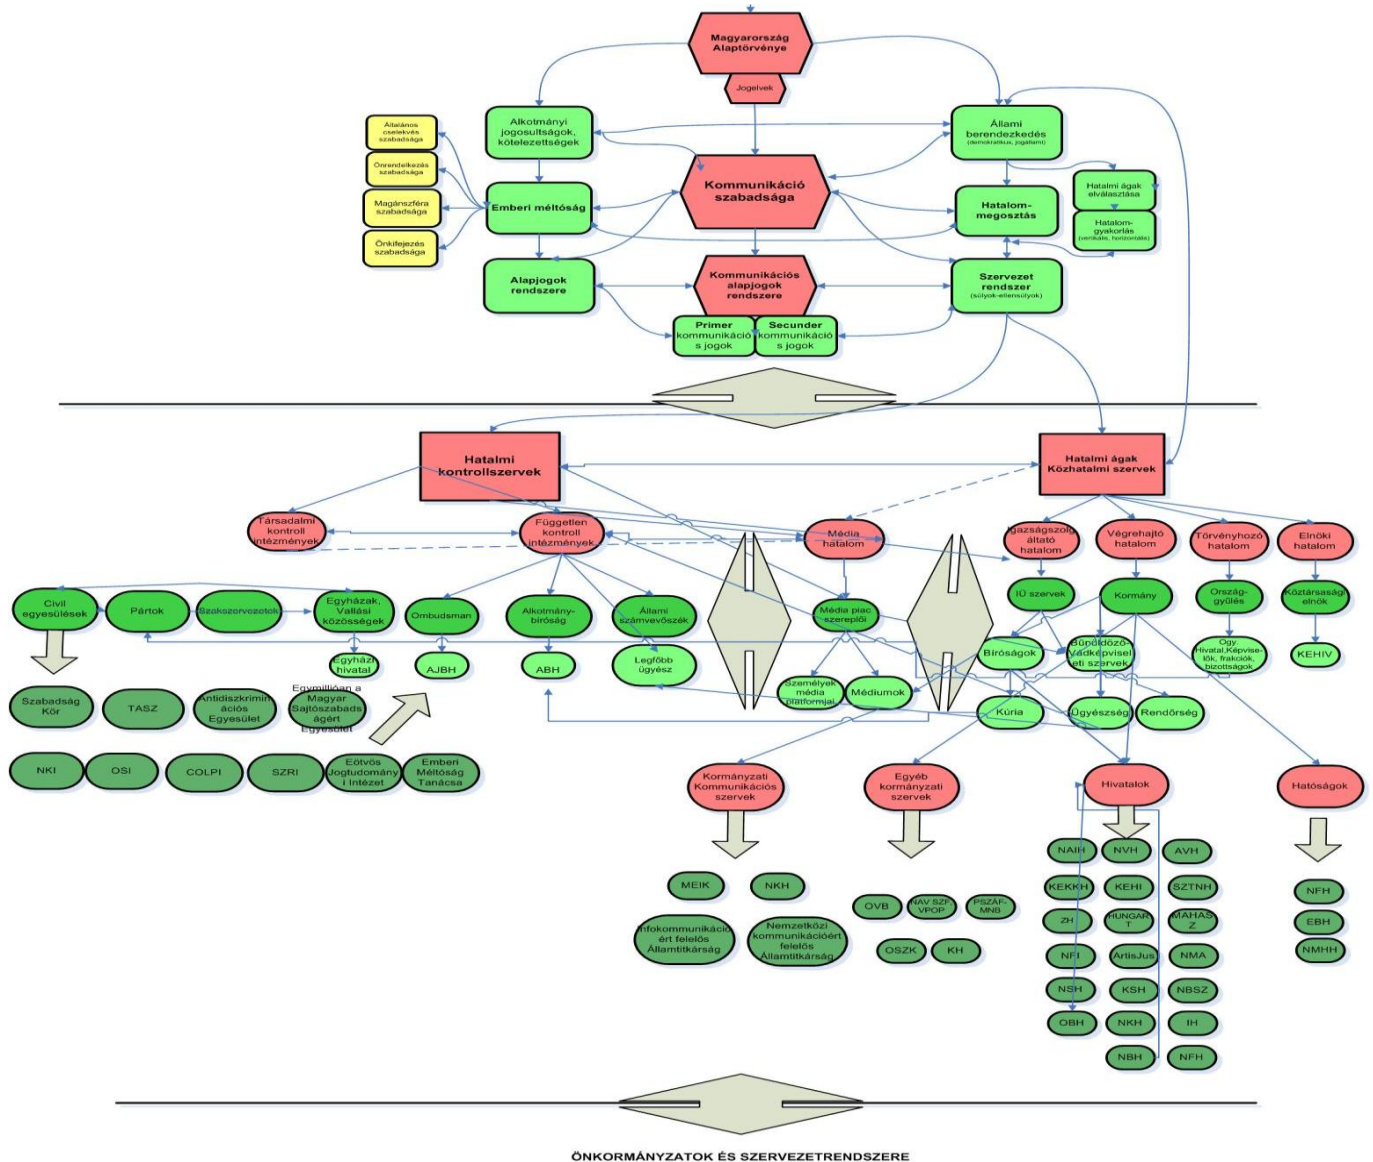 Magyarország
Alaptörvénye
Jogelvek
Alkotmányi
jogosultságok,
kötelezettségek
Állami
berendezkedés
(demokratikus, jogállami)
Általános
cselekvés
szabadsága
Önrendelkezés
szabadsága
Magánszféra
szabadsága
Önkifejezés
szabadsága
Emberi méltóság
Kommunikáció
szabadsága
Hatalom-
megosztás
Hatalmi ágak
elválasztása
Hatalom-
gyakorlás
(vertikális, horizontális)
Alapjogok
rendszere
Kommunikációs
alapjogok
rendszere
Szervezet
rendszer
(súlyok-ellensúlyok)
Primer
kommunikáció
s jogok
Secunder
kommunikáció
s jogok
Hatalmi
kontrollszervek
Hatalmi ágak
Közhatalmi szervek
Társadalmi
kontroll
intézmények
Független
kontroll
intézmények
Média
hatalom
Igazságszolg
áltató
hatalom
Végrehajtó
hatalom
Törvényhozó
hatalom
Elnöki hatalom
Civil
egyesülések
Pártok
Szakszervezetek
Egyházak,
Vallási
közösségek
Ombudsman
Alkotmány-
bíróság
Állami
számvevőszék
Média piac
szereplői
IÜ szervek
Kormány
Ország-
gyűlés
Köztársasági
elnök
Egyházi
hivatal
AJBH
ABH
Legfőbb
ügyész
Személyek
média
platformjai
Médiumok
Bíróságok
Bűnüldöző-
Vádképvisel
eti szervek
Ogy.
Hivatal,Képvise-
lők, frakciók,
bizottságok
KEHIV
Kúria
Ügyészség
Rendőrség
Szabadság
Kör
TASZ
Antidiszkrimin
ációs
Egyesület
Egymillióan a
Magyar
Sajtószabads
ágért
Egyesület
NKI
OSI
COLPI
SZRI
Eötvös
Jogtudomány
i Intézet
Emberi
Méltóság
Tanácsa
Kormányzati
Kommunikációs
szervek
Egyéb
kormányzati
szervek
Hivatalok
Hatóságok
MEIK
NKH
Infokommunikáció
ért felelős
Államtitkárság
Nemzetközi
kommunikációért
felelős
Államtitkárság
OVB
NAV SZF,
VPOP
PSZÁF-
MNB
OSZK
KH
NAIH
NVH
AVH
KEKKH
KEHI
SZTNH
ZH
HUNGAR
T
MAHAS
Z
NFI
ArtisJus
NMA
NSH
KSH
NBSZ
OBH
NKH
IH
NBH
NFH
NFH
EBH
NMHH
ÖNKORMÁNYZATOK ÉS SZERVEZETRENDSZERE